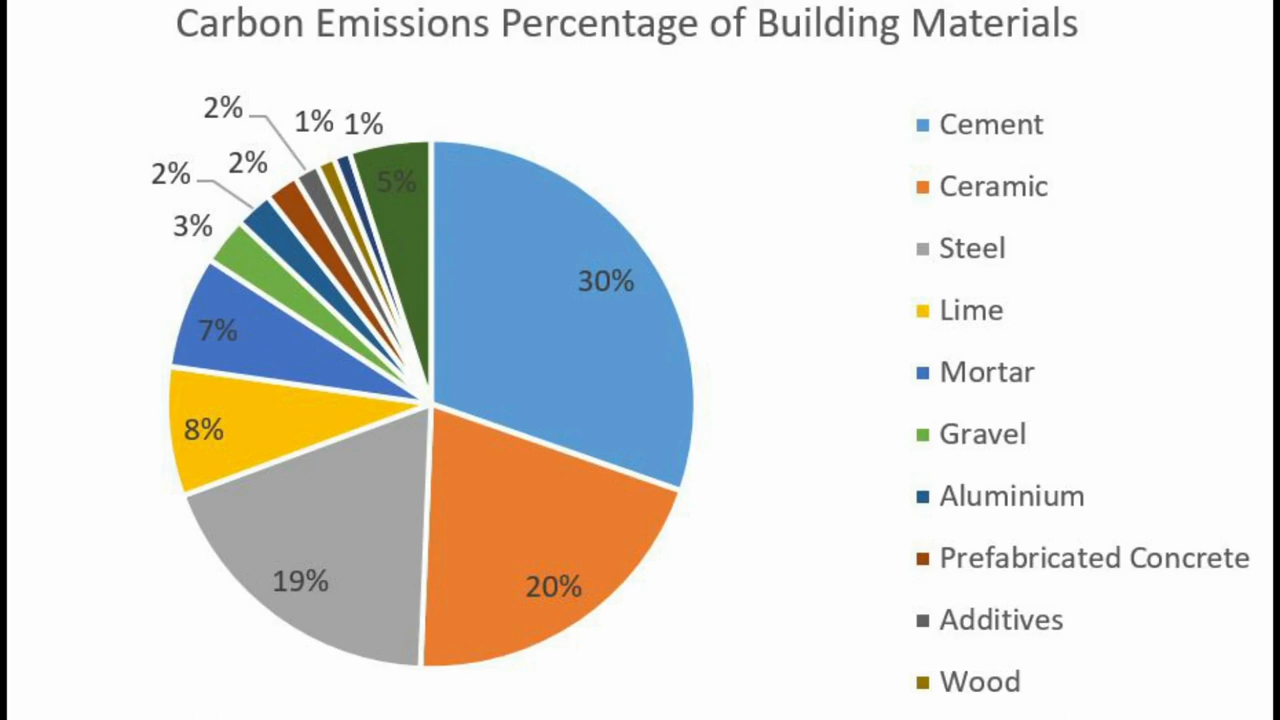 Carbon Emissions Percentage of Building Materials
2%
1% 1%
2%
2%
5%
3%
30%
7%
8%
19%
20%
Cement
Ceramic
Steel
Lime
Mortar
Gravel
Aluminium
Prefabricated Concrete
Additives
Wood